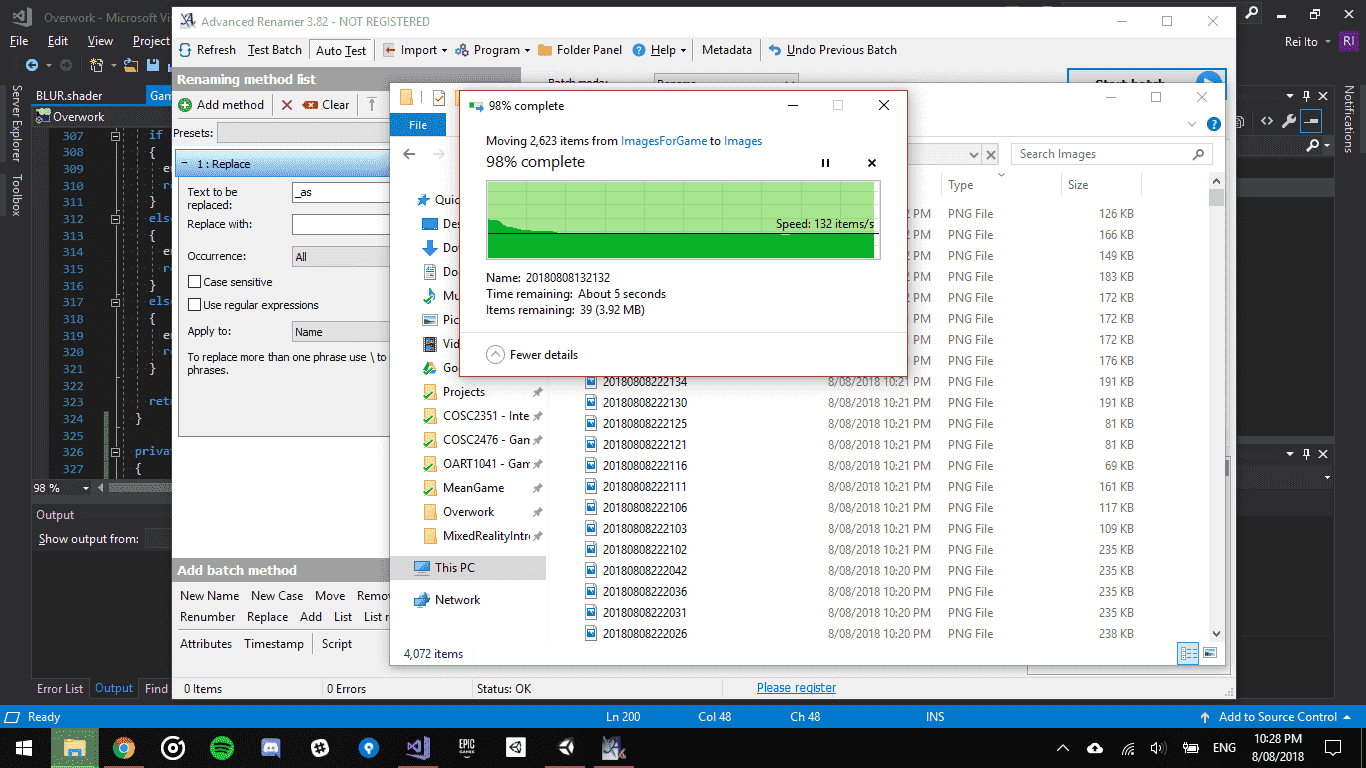 Overwork - Microsoft Vis
File Edit View Project
Rei Ito RI
BLUR.shader Gam
Overwork
Server Explorer
Toolbox
Notifications
307 if
308 {
309 e
310 re
311 }
312 else
313 {
314 e
315 re
316 }
317 else
318 {
319 e
320 re
321 }
322
323 retu
324 }
325
326 privat
327 {
98 %
Output
Show output from:
Error List Output Find
Advanced Renamer 3.82 - NOT REGISTERED
Refresh Test Batch Auto Test Import Program Folder Panel Help Metadata Undo Previous Batch
Renaming method list
Batch mode: Rename
Start batch
Add method Clear
Presets:
1 : Replace
Text to be replaced: _as
Replace with:
Occurrence: All
Case sensitive
Use regular expressions
Apply to: Name
To replace more than one phrase use \ to
phrases.
Add batch method
New Name New Case Move Remov
Renumber Replace Add List List r
Attributes Timestamp Script
0 Items 0 Errors Status: OK Please register
File
Search Images
Type Size
Quic
Des
Dow
Doc
Mu
Pic
Vid
Goo
Projects
COSC2351 - Inte
COSC2476 - Gam
OART1041 - Gam
MeanGame
Overwork
MixedRealityIntro
This PC
Network
2 PM PNG File 126 KB
2 PM PNG File 166 KB
2 PM PNG File 149 KB
2 PM PNG File 183 KB
2 PM PNG File 172 KB
2 PM PNG File 172 KB
2 PM PNG File 172 KB
PM PNG File 176 KB
20180808222134 8/08/2018 10:21 PM PNG File 191 KB
20180808222130 8/08/2018 10:21 PM PNG File 191 KB
20180808222125 8/08/2018 10:21 PM PNG File 81 KB
20180808222121 8/08/2018 10:21 PM PNG File 81 KB
20180808222116 8/08/2018 10:21 PM PNG File 69 KB
20180808222111 8/08/2018 10:21 PM PNG File 161 KB
20180808222106 8/08/2018 10:21 PM PNG File 117 KB
20180808222103 8/08/2018 10:21 PM PNG File 109 KB
20180808222102 8/08/2018 10:21 PM PNG File 235 KB
20180808222042 8/08/2018 10:20 PM PNG File 235 KB
20180808222036 8/08/2018 10:20 PM PNG File 235 KB
20180808222031 8/08/2018 10:20 PM PNG File 235 KB
20180808222026 8/08/2018 10:20 PM PNG File 238 KB
4,072 items
98% complete
Moving 2,623 items from ImagesForGame to Images
98% complete
Speed: 132 items/s
Name: 20180808132132
Time remaining: About 5 seconds
Items remaining: 39 (3.92 MB)
Fewer details
Ready Ln 200 Col 48 Ch 48 INS Add to Source Control
EPIC
GAMES
ENG
10:28 PM
8/08/2018